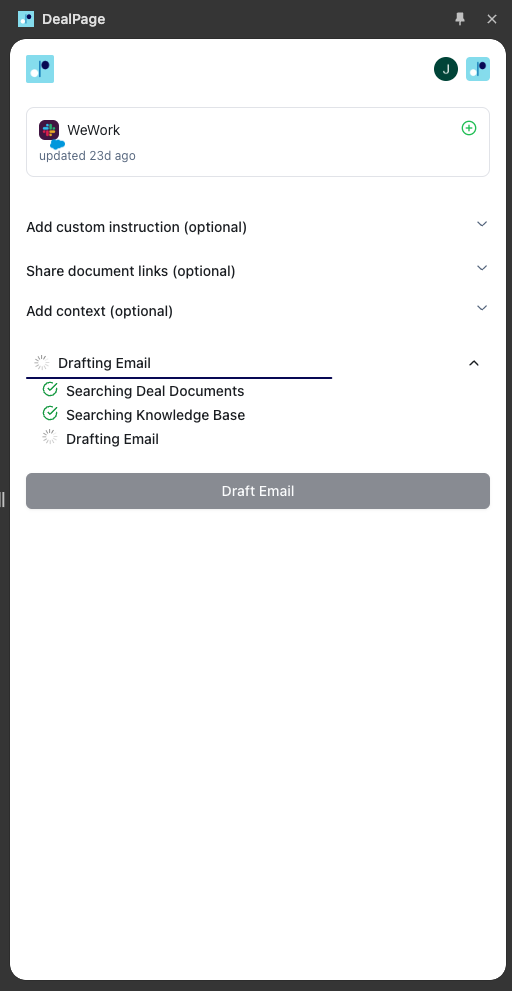 DealPage
J
WeWork
updated 23d ago
Add custom instruction (optional)
Share document links (optional)
Add context (optional)
Drafting Email
Searching Deal Documents
Searching Knowledge Base
Drafting Email
Draft Email